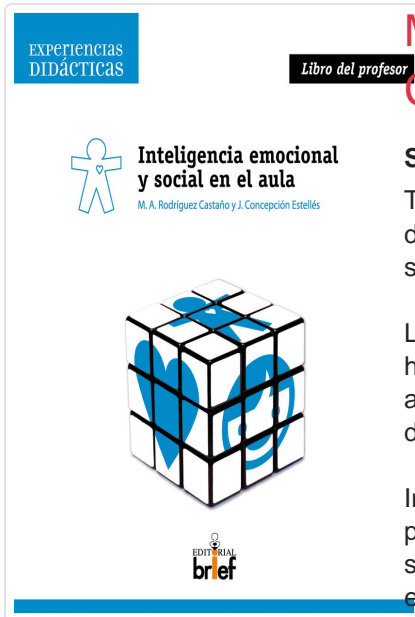 EXPERIENCIAS
DIDÁCTICAS
Libro del profesor
Inteligencia emocional
y social en el aula
M. A. Rodríguez Castaño y J. Concepción Estellés
EDITORIAL
brief